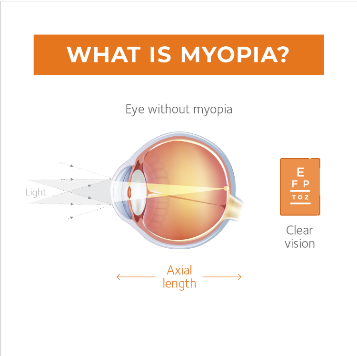 WHAT IS MYOPIA?
Eye without myopia
Light
E
F P
T O Z
Clear
vision
Axial
length